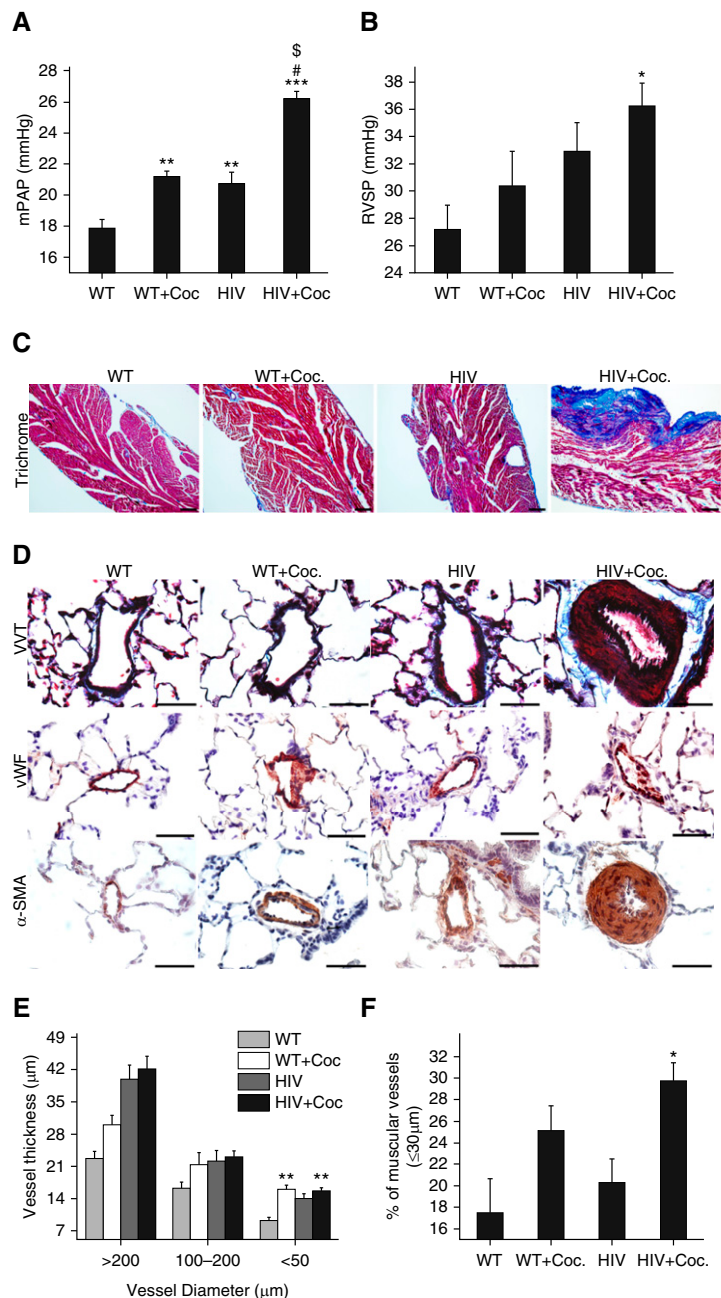 A
mPAP (mmHg)
28
26
24
22
20
18
16
**
**
$
#
***
WT
WT+Coc
HIV
HIV+Coc
B
RVSP (mmHg)
38
36
34
32
30
28
26
24
*
WT
WT+Coc
HIV
HIV+Coc
C
WT
WT+Coc.
HIV
HIV+Coc.
Trichrome
D
WT
WT+Coc.
HIV
HIV+Coc.
VVT
vWF
α-SMA
E
Vessel thickness (μm)
49
42
35
28
21
14
7
WT
WT+Coc
HIV
HIV+Coc
**
**
>200
100–200
<50
Vessel Diameter (μm)
F
% of muscular vessels
(≤30μm)
32
30
28
26
24
22
20
18
16
*
WT
WT+Coc.
HIV
HIV+Coc.